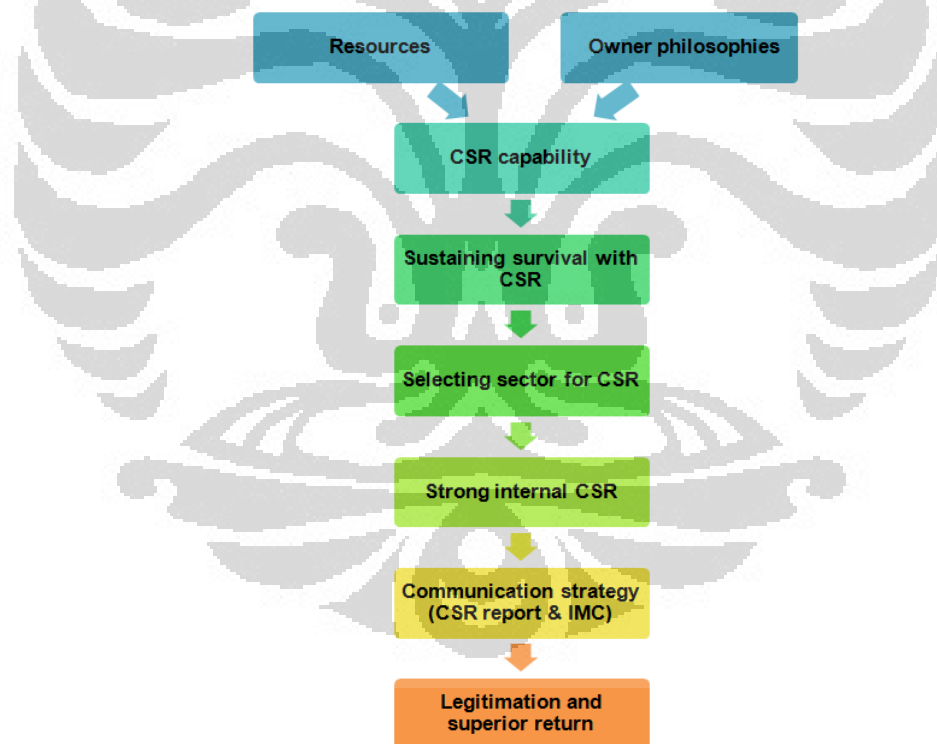 Resources
Owner philosophies
CSR capability
Sustaining survival with
CSR
Selecting sector for CSR
Strong internal CSR
Communication strategy
(CSR report & IMC)
Legitimation and
superior return